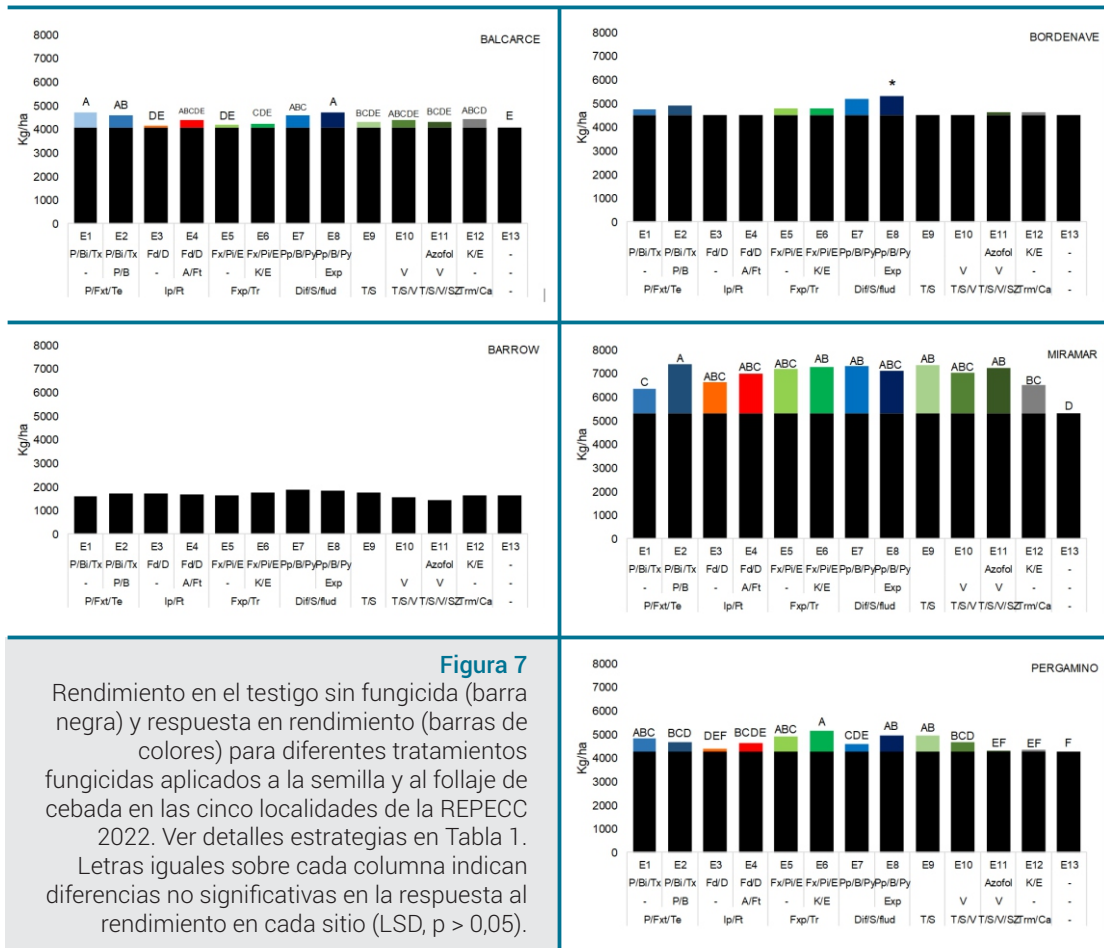 BALCARCE
8000
7000
6000
5000
4000
3000
2000
1000
0
Kg/ha
A AB DE ABCDE DE CDE ABC A BCDE ABCDE BCDE ABCD E
E1 E2 E3 E4 E5 E6 E7 E8 E9 E10 E11 E12 E13
P/Bi/Tx P/Bi/Tx Fd/D Fd/D Fx/Pi/E Fx/Pi/E Pp/B/Py Pp/B/Py Azofol K/E -
- P/B - A/Ft - K/E Exp V V - -
P/Fxt/Te Ip/Rt Fxp/Tr Dif/S/flud T/S T/S/V T/S/V/SZ Trm/Ca -
BORDENAVE
8000
7000
6000
5000
4000
3000
2000
1000
0
Kg/ha
*
E1 E2 E3 E4 E5 E6 E7 E8 E9 E10 E11 E12 E13
P/Bi/Tx P/Bi/Tx Fd/D Fd/D Fx/Pi/E Fx/Pi/E Pp/B/Py Pp/B/Py Azofol K/E -
- P/B - A/Ft - K/E - Exp V V - -
P/Fxt/Te Ip/Rt Fxp/Tr Dif/S/flud T/S T/S/V T/S/V/SZ Trm/Ca -
BARROW
8000
7000
6000
5000
4000
3000
2000
1000
0
Kg/ha
E1 E2 E3 E4 E5 E6 E7 E8 E9 E10 E11 E12 E13
P/Bi/Tx P/Bi/Tx Fd/D Fd/D Fx/Pi/E Fx/Pi/E Pp/B/Py Pp/B/Py Azofol K/E -
- P/B - A/Ft - K/E - Exp V V - -
P/Fxt/Te Ip/Rt Fxp/Tr Dif/S/flud T/S T/S/V T/S/V/SZ Trm/Ca -
MIRAMAR
8000
7000
6000
5000
4000
3000
2000
1000
0
Kg/ha
C A ABC ABC ABC AB AB ABC AB ABC AB BC D
E1 E2 E3 E4 E5 E6 E7 E8 E9 E10 E11 E12 E13
P/Bi/Tx P/Bi/Tx Fd/D Fd/D Fx/Pi/E Fx/Pi/E Pp/B/Py Pp/B/Py Azofol K/E -
- P/B - A/Ft - K/E - Exp V V - -
P/Fxt/Te Ip/Rt Fxp/Tr Dif/S/flud T/S T/S/V T/S/V/SZ Trm/Ca -
Figura 7
Rendimiento en el testigo sin fungicida (barra
negra) y respuesta en rendimiento (barras de
colores) para diferentes tratamientos
fungicidas aplicados a la semilla y al follaje de
cebada en las cinco localidades de la REPECC
2022. Ver detalles estrategias en Tabla 1.
Letras iguales sobre cada columna indican
diferencias no significativas en la respuesta al
rendimiento en cada sitio (LSD, p > 0,05).
PERGAMINO
8000
7000
6000
5000
4000
3000
2000
1000
0
Kg/ha
ABC BCD DEF BCDE ABC A CDE AB AB BCD EF EF F
E1 E2 E3 E4 E5 E6 E7 E8 E9 E10 E11 E12 E13
P/Bi/Tx P/Bi/Tx Fd/D Fd/D Fx/Pi/E Fx/Pi/E Pp/B/Py Pp/B/Py Azofol K/E -
- P/B - A/Ft - K/E - Exp V V - -
P/Fxt/Te Ip/Rt Fxp/Tr Dif/S/flud T/S T/S/V T/S/V/SZ Trm/Ca -